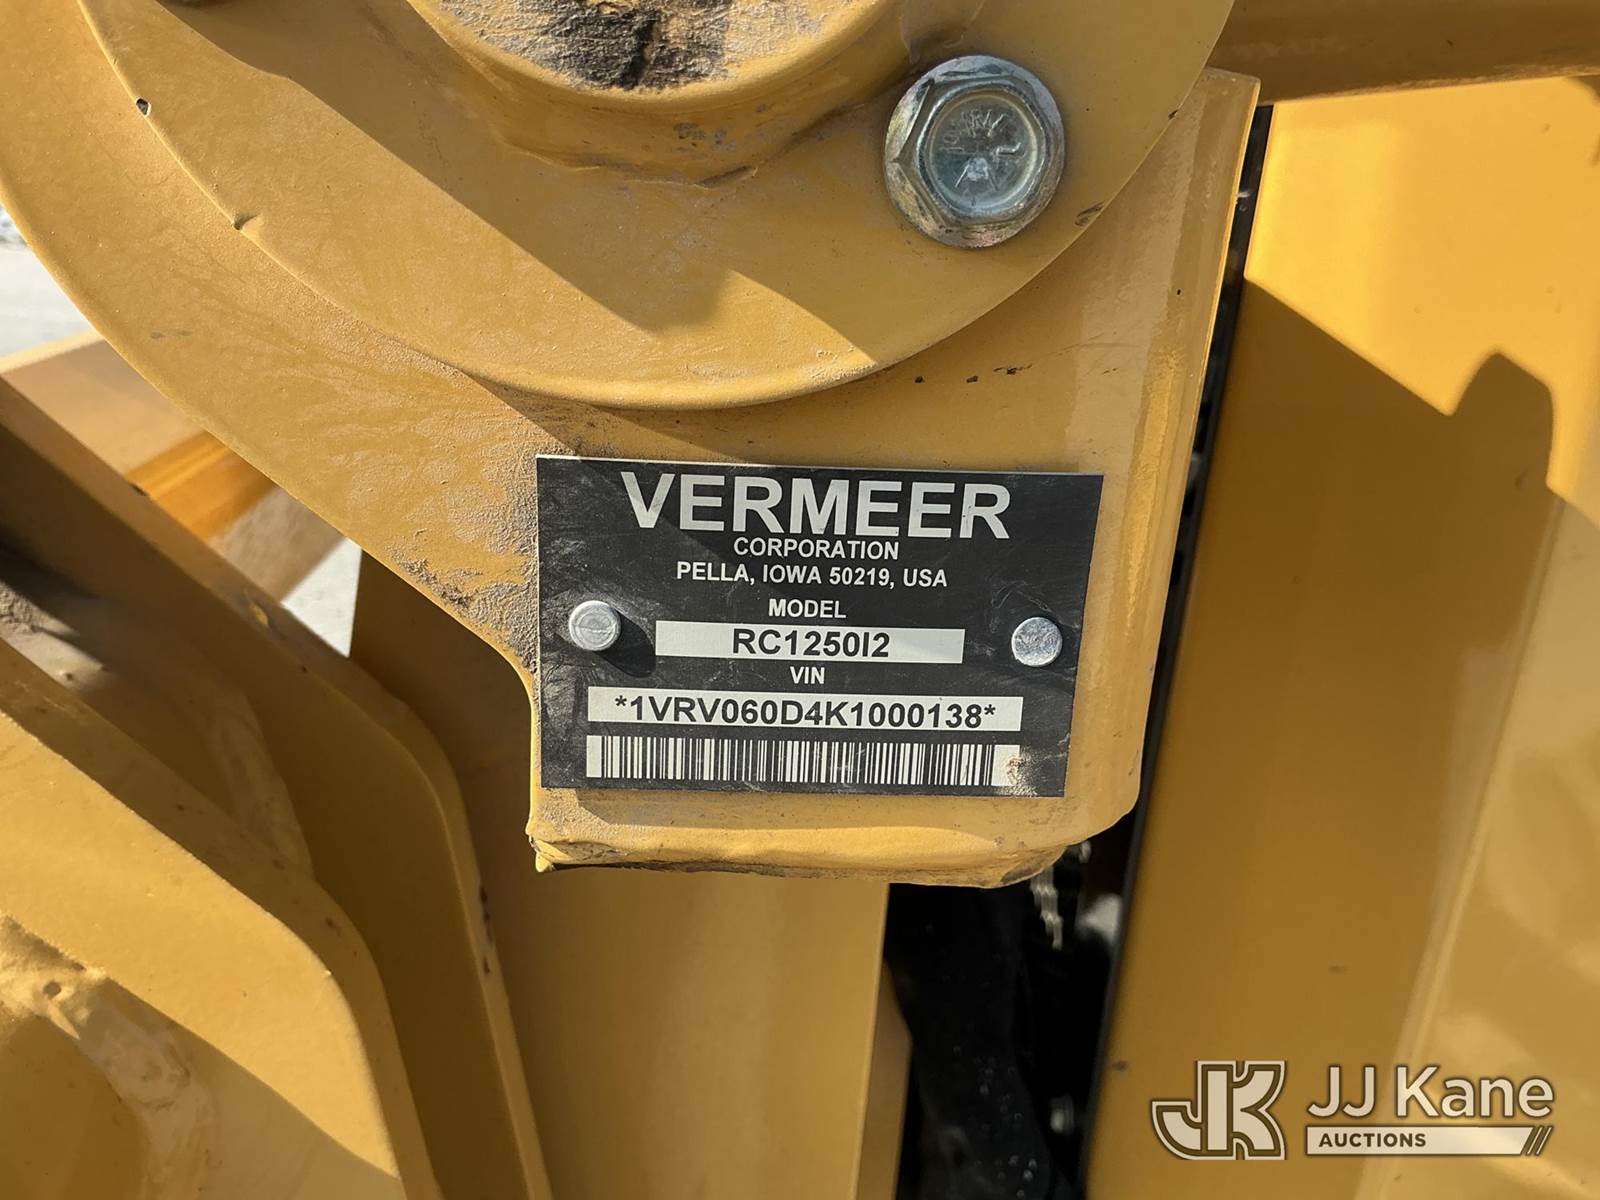 VERMEER
CORPORATION
PELLA, IOWA 50219, USA
MODEL
RC1250I2
VIN
*1VRV060D4K1000138*
JJ Kane
AUCTIONS